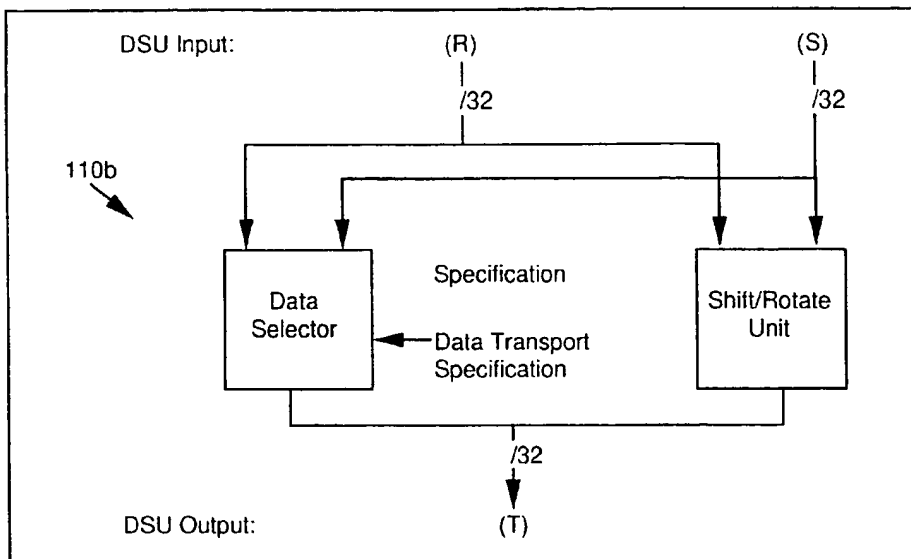 DSU Input:
(R)
(S)
/32
/32
110b
Data
Selector
Specification
Data Transport
Specification
Shift/Rotate
Unit
/32
DSU Output:
(T)